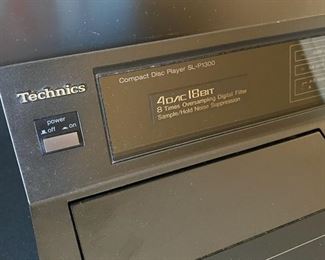 Compact Disc Player SL-P1300
Technics
4DAC 18BIT
8 Times Oversampling Digital Filter
Sample/Hold Noise Suppression
power
off on